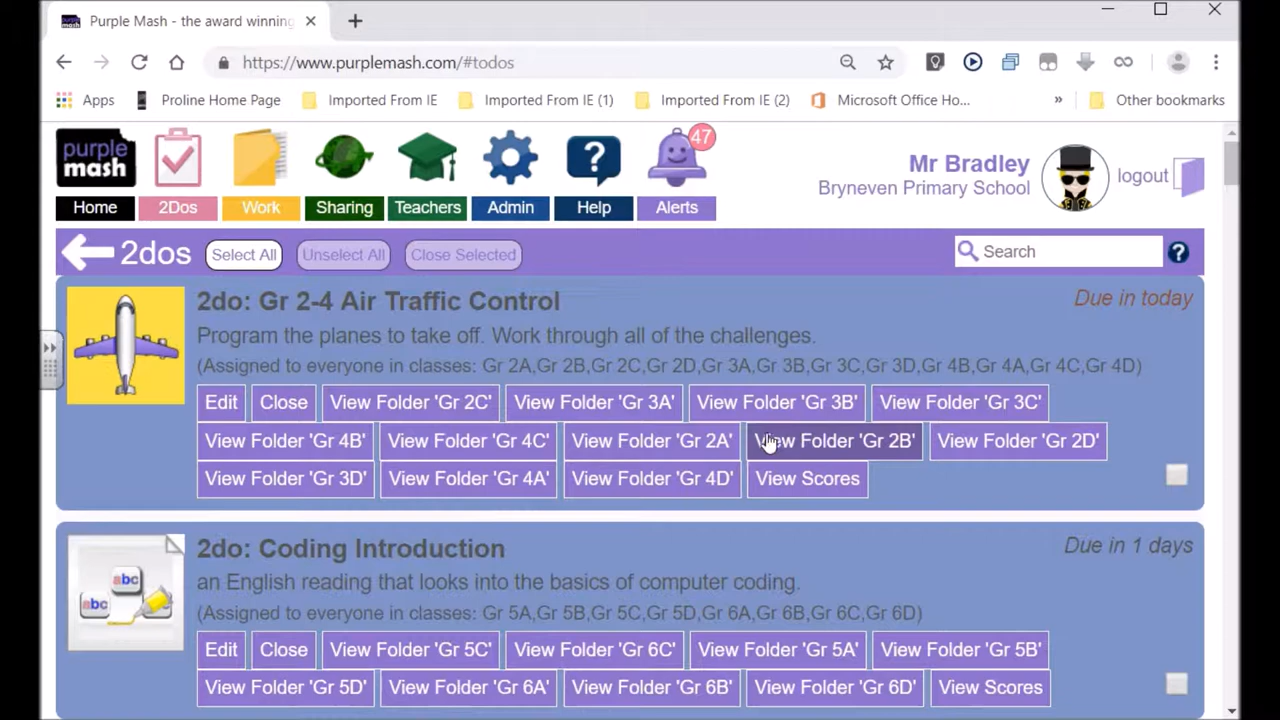 Purple Mash - the award winning
https://www.purplemash.com/#todos
Apps Proline Home Page Imported From IE Imported From IE (1) Imported From IE (2) Microsoft Office Ho... » Other bookmarks
purple mash
47
Mr Bradley
Bryneven Primary School
logout
Home 2Dos Work Sharing Teachers Admin Help Alerts
2dos Select All Unselect All Close Selected Search ?
2do: Gr 2-4 Air Traffic Control Due in today
Program the planes to take off. Work through all of the challenges.
(Assigned to everyone in classes: Gr 2A,Gr 2B,Gr 2C,Gr 2D,Gr 3A,Gr 3B,Gr 3C,Gr 3D,Gr 4B,Gr 4A,Gr 4C,Gr 4D)
Edit Close View Folder 'Gr 2C' View Folder 'Gr 3A' View Folder 'Gr 3B' View Folder 'Gr 3C'
View Folder 'Gr 4B' View Folder 'Gr 4C' View Folder 'Gr 2A' View Folder 'Gr 2B' View Folder 'Gr 2D'
View Folder 'Gr 3D' View Folder 'Gr 4A' View Folder 'Gr 4D' View Scores
2do: Coding Introduction Due in 1 days
abc
abc
an English reading that looks into the basics of computer coding.
(Assigned to everyone in classes: Gr 5A,Gr 5B,Gr 5C,Gr 5D,Gr 6A,Gr 6B,Gr 6C,Gr 6D)
Edit Close View Folder 'Gr 5C' View Folder 'Gr 6C' View Folder 'Gr 5A' View Folder 'Gr 5B'
View Folder 'Gr 5D' View Folder 'Gr 6A' View Folder 'Gr 6B' View Folder 'Gr 6D' View Scores